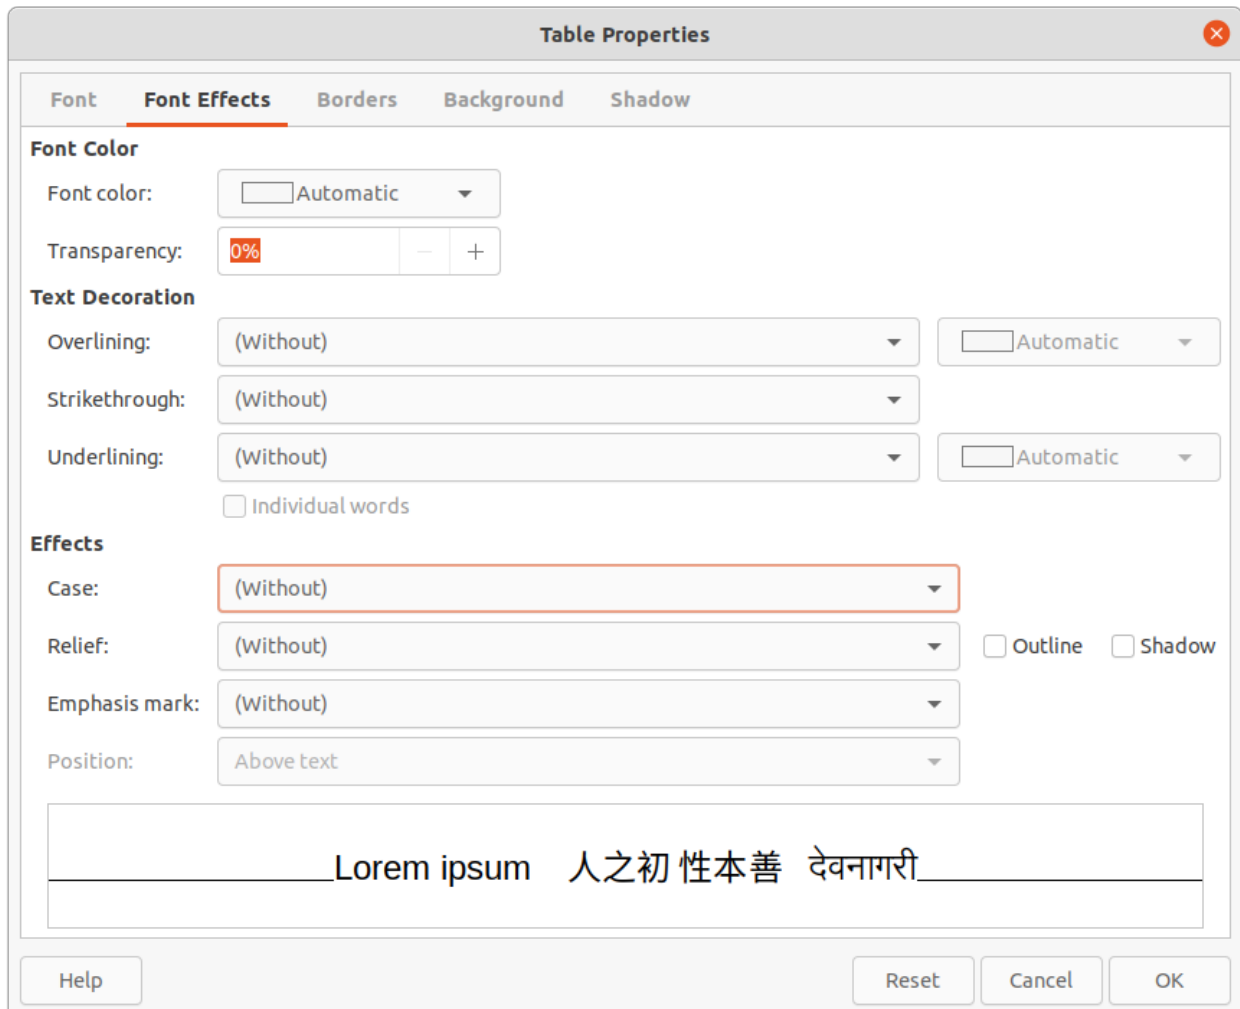 Table Properties
Font Font Effects Borders Background Shadow
Font Color
Font color: Automatic
Transparency: 0%
Text Decoration
Overlining: (Without) Automatic
Strikethrough: (Without)
Underlining: (Without) Automatic
Individual words
Effects
Case: (Without)
Relief: (Without) Outline Shadow
Emphasis mark: (Without)
Position: Above text
Lorem ipsum 人之初 性本善 देवनागरी
Help Reset Cancel OK